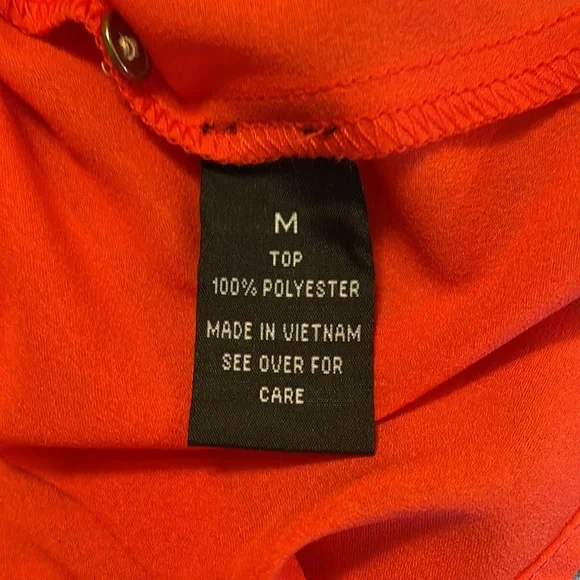 M
TOP
100% POLYESTER
MADE IN VIETNAM
SEE OVER FOR
CARE